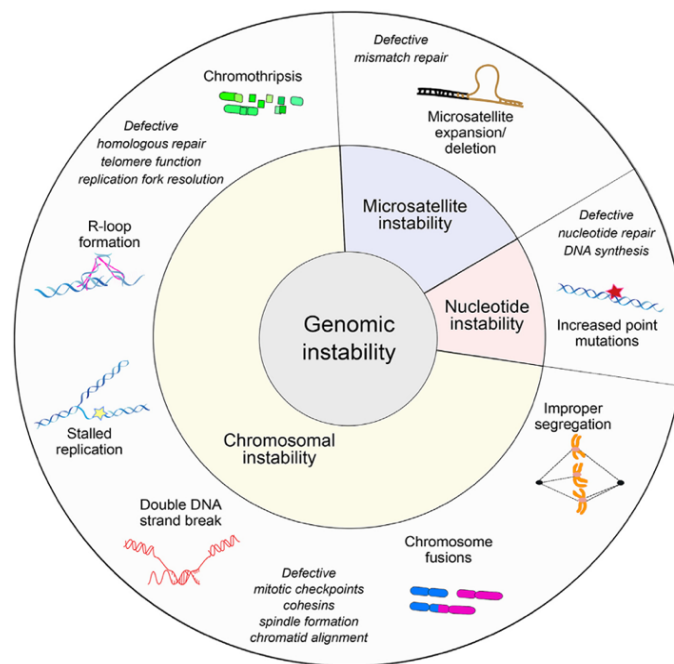 Genomic
instability
Microsatellite
instability
Nucleotide
instability
Chromosomal
instability
Defective
mismatch repair
Microsatellite
expansion/
deletion
Defective
nucleotide repair
DNA synthesis
Increased point
mutations
Improper
segregation
Chromosome
fusions
Defective
mitotic checkpoints
cohesins
spindle formation
chromatid alignment
Double DNA
strand break
Stalled
replication
R-loop
formation
Defective
homologous repair
telomere function
replication fork resolution
Chromothripsis